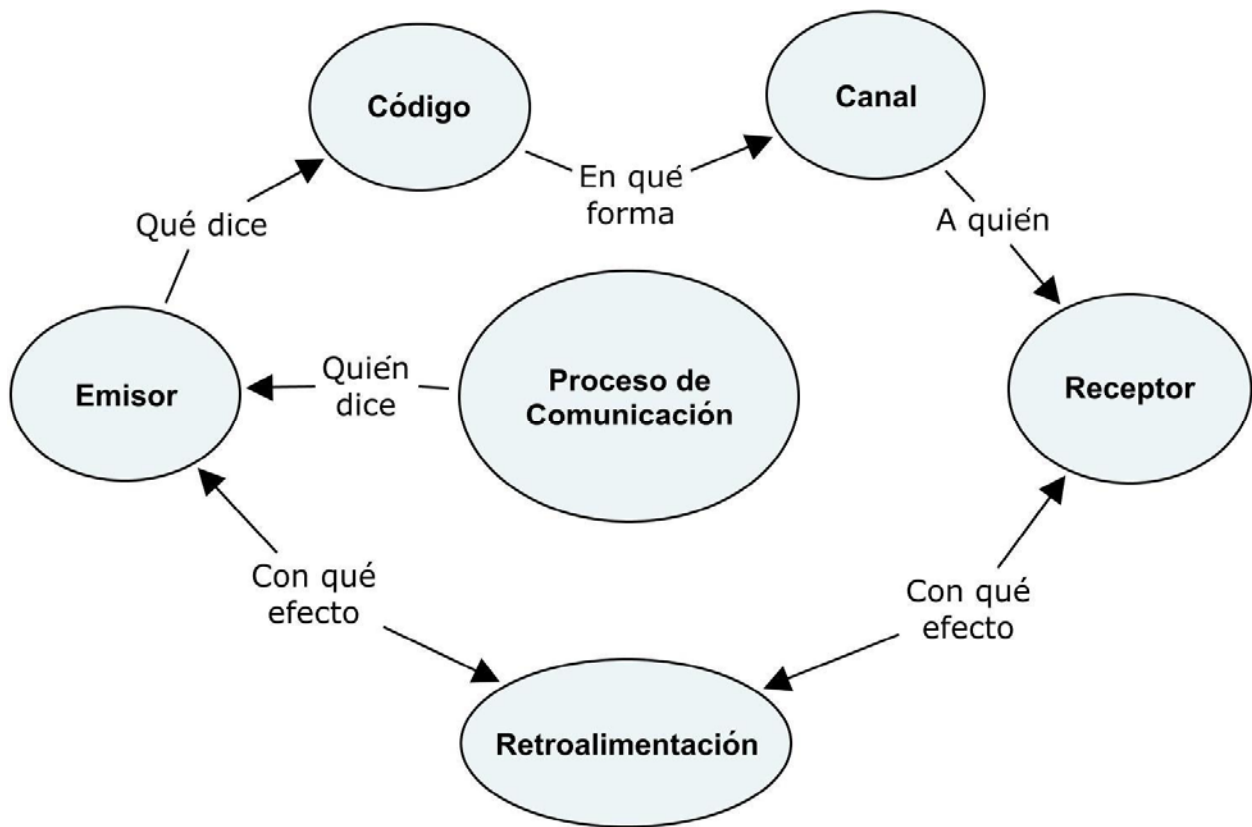 Código
Canal
En qué
forma
Qué dice
A quién
Emisor
Quién
dice
Proceso de
Comunicación
Receptor
Con qué
efecto
Con qué
efecto
Retroalimentación